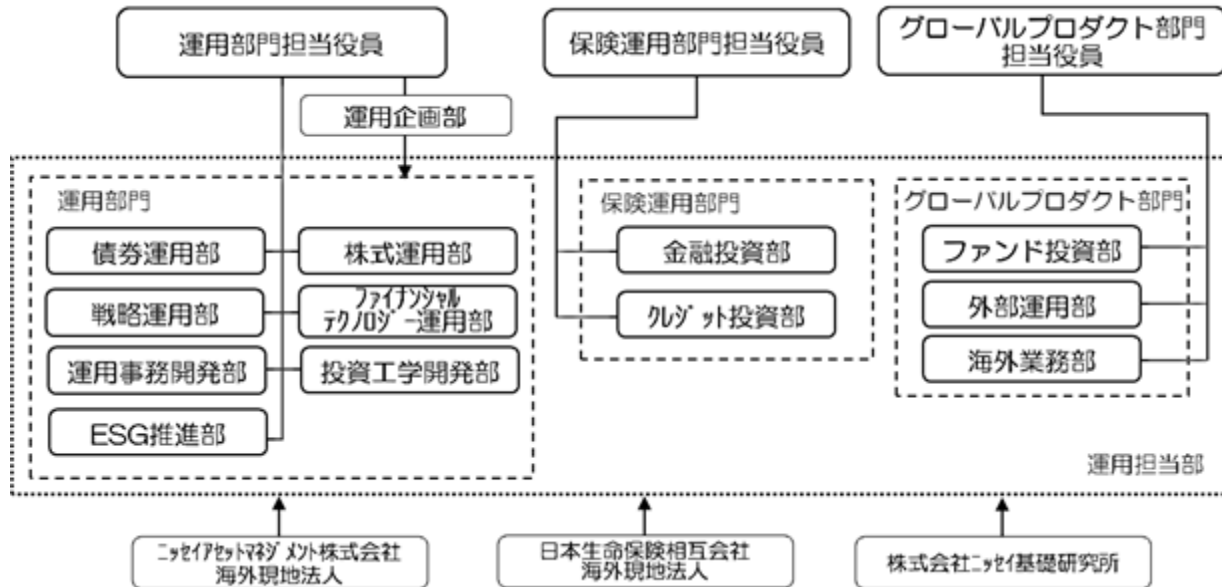 運用部門担当役員
保険運用部門担当役員
グローバルプロダクト部門
担当役員
運用企画部
運用部門
保険運用部門
グローバルプロダクト部門
債券運用部
株式運用部
金融投資部
ファンド投資部
戦略運用部
ファイナンシャル
テクノロジー運用部
クレジット投資部
外部運用部
運用事務開発部
投資工学開発部
海外業務部
ESG推進部
運用担当部
ニッセイアセットマネジメント株式会社
海外現地法人
日本生命保険相互会社
海外現地法人
株式会社ニッセイ基礎研究所